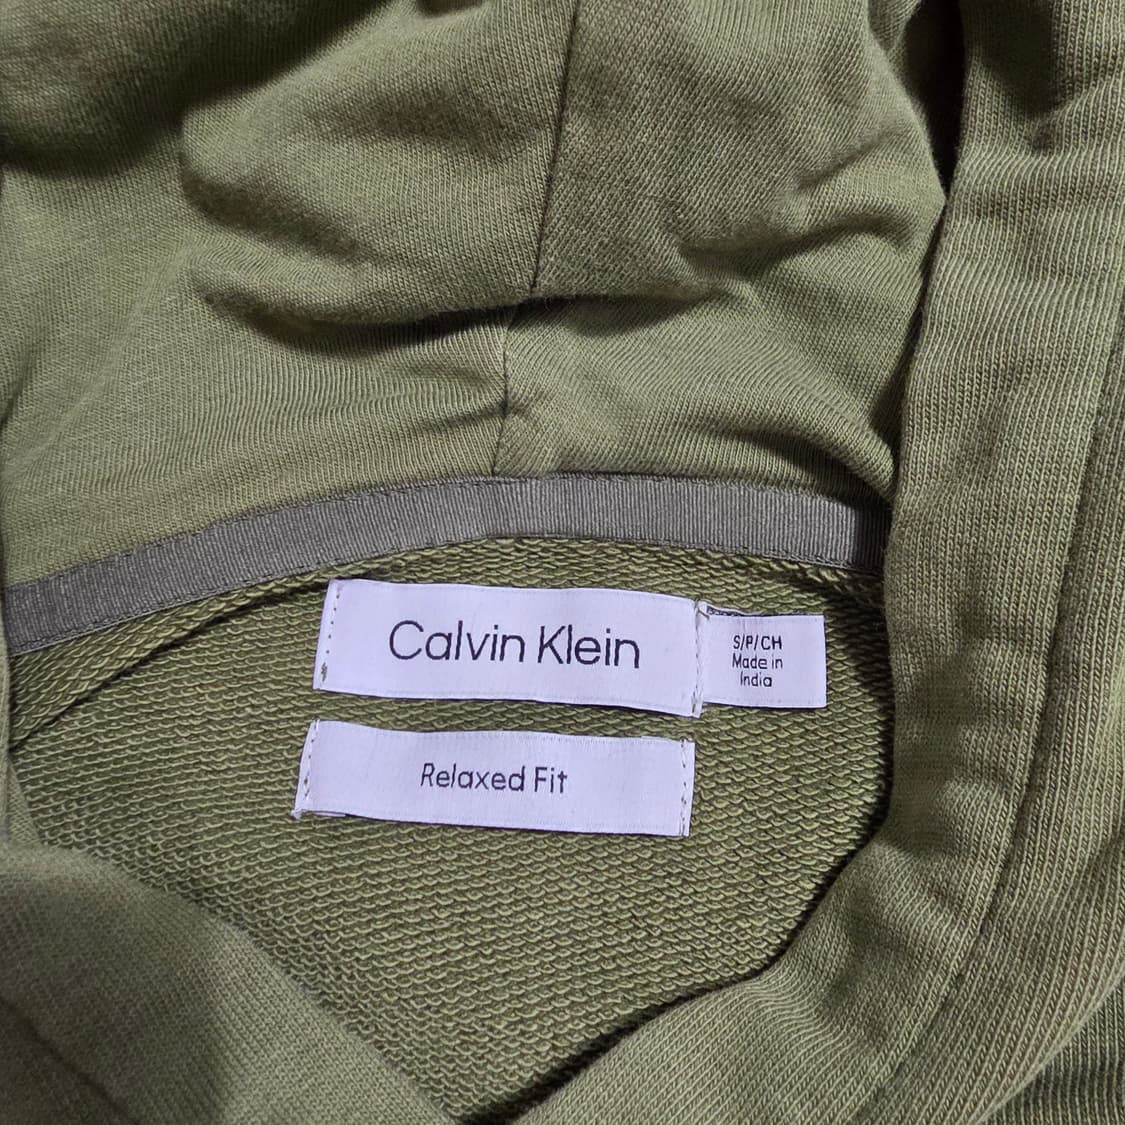 Calvin Klein
S/P/CH
Made in
India
Relaxed Fit